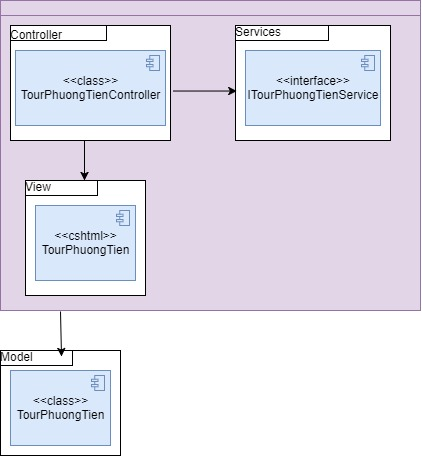 Controller
<<class>>
TourPhuongTienController
Services
<<interface>>
ITourPhuongTienService
View
<<cshtml>>
TourPhuongTien
Model
<<class>>
TourPhuongTien